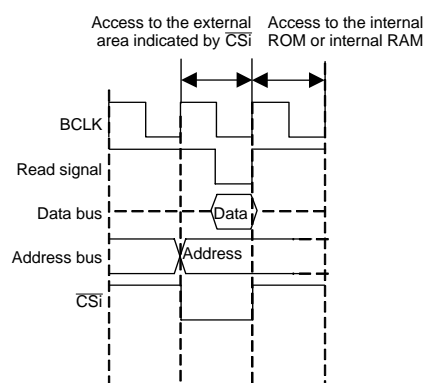 Access to the external
area indicated by CSi
Access to the internal
ROM or internal RAM
BCLK
Read signal
Data bus
Data
Address bus
Address
CSi